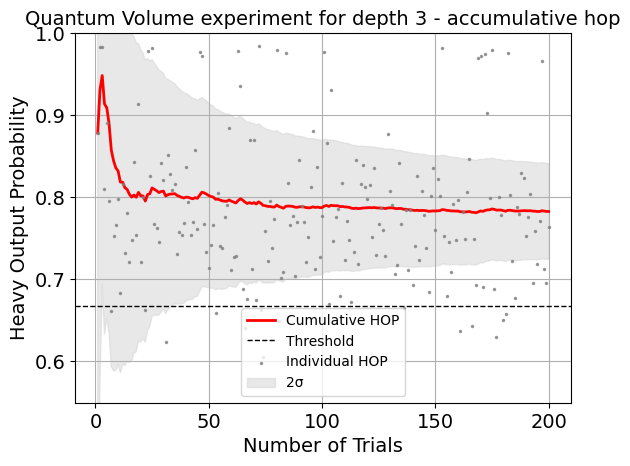 Quantum Volume experiment for depth 3 - accumulative hop
1.0
0.9
0.8
0.7
0.6
Heavy Output Probability
Cumulative HOP
Threshold
Individual HOP
2σ
0 50 100 150 200
Number of Trials